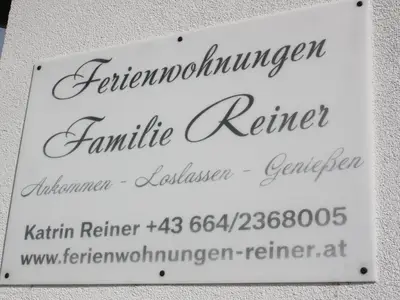 Ferienwohnungen
Familie Reiner
Ankommen - Loslassen - Genießen
Katrin Reiner +43 664/2368005
www.ferienwohnungen-reiner.at